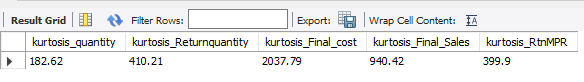 Result Grid Filter Rows: Export: Wrap Cell Content: IA
kurtosis_quantity kurtosis_Returnquantity kurtosis_Final_cost kurtosis_Final_Sales kurtosis_RtnMPR
182.62 410.21 2037.79 940.42 399.9